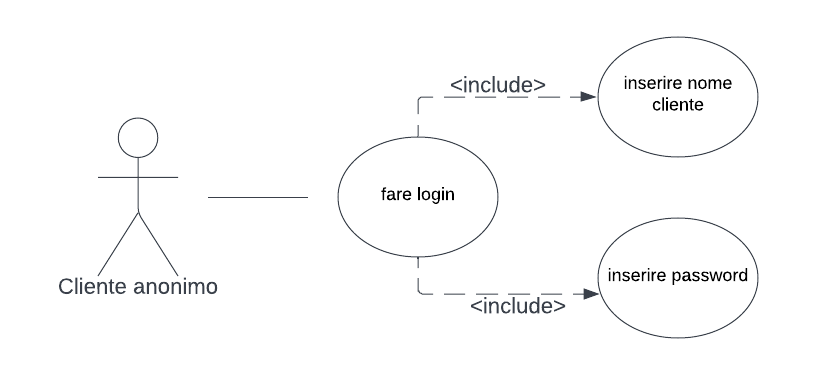 <include>
inserire nome
cliente
fare login
Cliente anonimo
inserire password
<include>